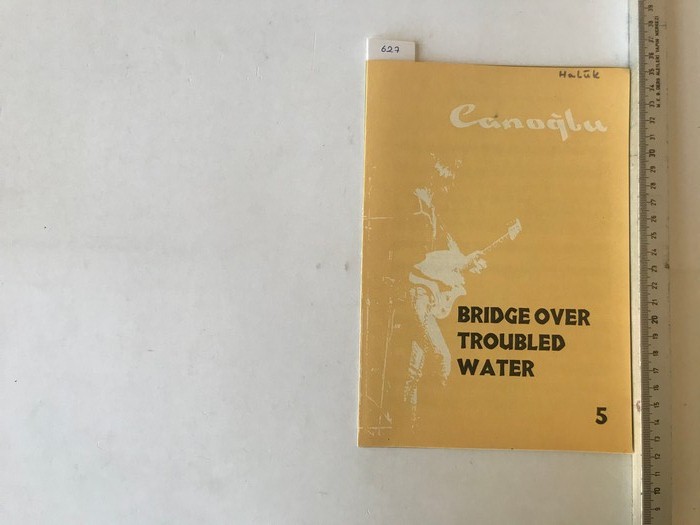 627
Haluk
Canoğlu
BRIDGE OVER
TROUBLED
WATER
5